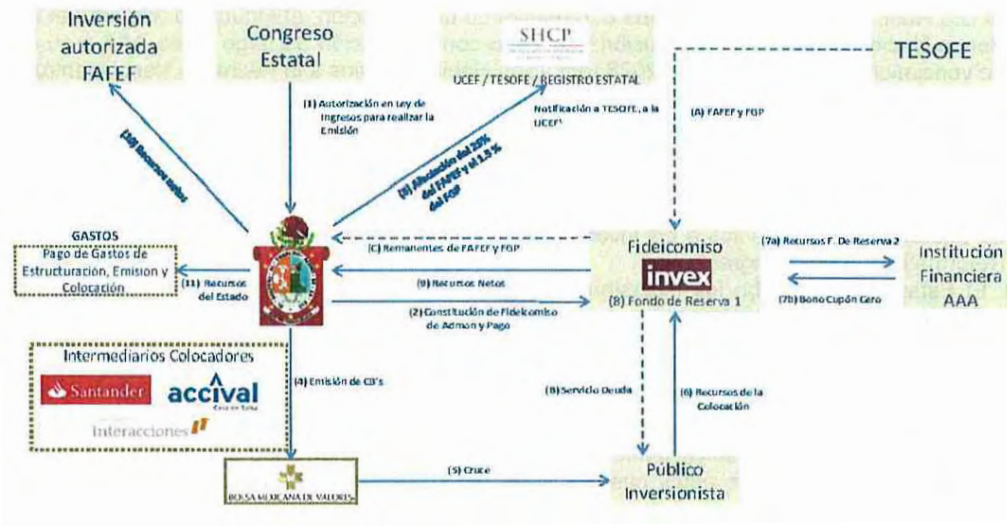 Inversión
autorizada
FAFEF
Congreso
Estatal
SHCP
UCEF / TESOFE / REGISTRO ESTATAL
TESOFE
(1) Autorización en Ley de
Ingresos para realizar la
Emisión
Notificación a TESOFE, a la
UCEF
(A) FAFEF y FGP
(10) Recursos netos
(3) Afectación del 25%
del FAFEF y el 1.5 %
del FGP
GASTOS
Pago de Gastos de
Estructuración, Emisión y
Colocación
(11) Recursos
del Estado
(C) Remanentes de FAFEF y FGP
(9) Recursos Netos
(2) Constitución de Fideicomiso
de Admon y Pago
Fideicomiso
invex
(8) Fondo de Reserva 1
(7a) Recursos F. De Reserva 2
(7b) Bono Cupón Cero
Institución
Financiera
AAA
Intermediarios Colocadores
Santander
accival
Casa de Bolsa
Interacciones
(4) Emisión de CB's
(B) Servicio Deuda
(6) Recursos de la
Colocación
BOLSA MEXICANA DE VALORES
(5) Cruce
Público
Inversionista